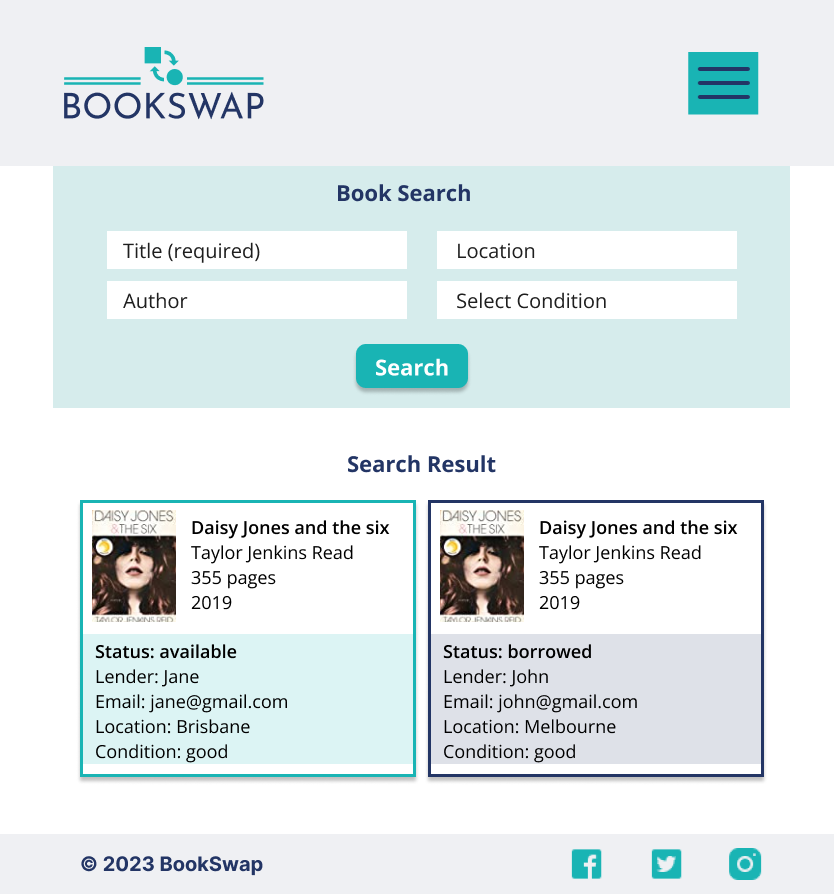 BOOKSWAP
Book Search
Title (required)
Location
Author
Select Condition
Search
Search Result
DAISY JONES
& THE SIX
TAYLOR JENKINS REID
Daisy Jones and the six
Taylor Jenkins Read
355 pages
2019
Status: available
Lender: Jane
Email: jane@gmail.com
Location: Brisbane
Condition: good
DAISY JONES
& THE SIX
TAYLOR JENKINS REID
Daisy Jones and the six
Taylor Jenkins Read
355 pages
2019
Status: borrowed
Lender: John
Email: john@gmail.com
Location: Melbourne
Condition: good
© 2023 BookSwap